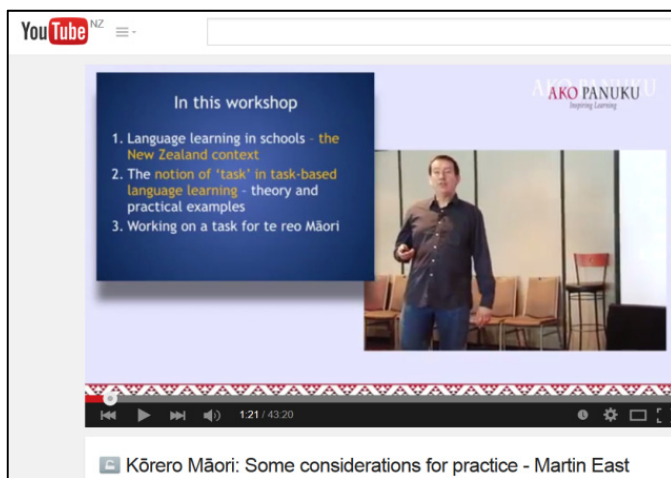 YouTube NZ
In this workshop
1. Language learning in schools – the
New Zealand context
2. The notion of ‘task’ in task-based
language learning – theory and
practical examples
3. Working on a task for te reo Māori
AKO PANUKU
Inspiring Learning
1:21 / 43:20
Kōrero Māori: Some considerations for practice - Martin East